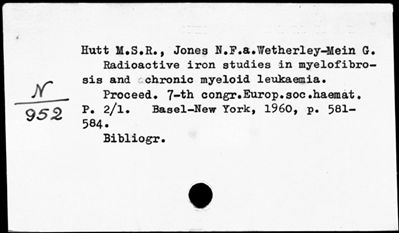 Hutt M.S.R., Jones N.F.a.Wetherley-Mein G.
Radioactive iron studies in myelofibro-
sis and chronic myeloid leukaemia.
N
952
Proceed. 7-th congr.Europ.soc.haemat.
P. 2/1. Basel-New York, 1960, p. 581-
584.
Bibliogr.